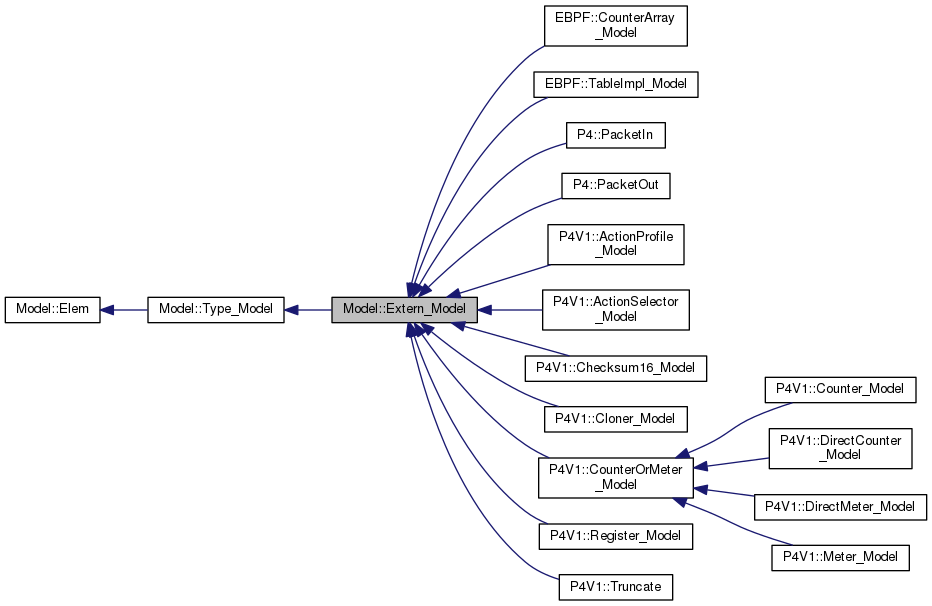 EBPF::CounterArray
_Model
EBPF::TableImpl_Model
P4::PacketIn
P4::PacketOut
P4V1::ActionProfile
_Model
Model::Elem
Model::Type_Model
Model::Extern_Model
P4V1::ActionSelector
_Model
P4V1::Checksum16_Model
P4V1::Cloner_Model
P4V1::CounterOrMeter
_Model
P4V1::Counter_Model
P4V1::DirectCounter
_Model
P4V1::DirectMeter_Model
P4V1::Meter_Model
P4V1::Register_Model
P4V1::Truncate